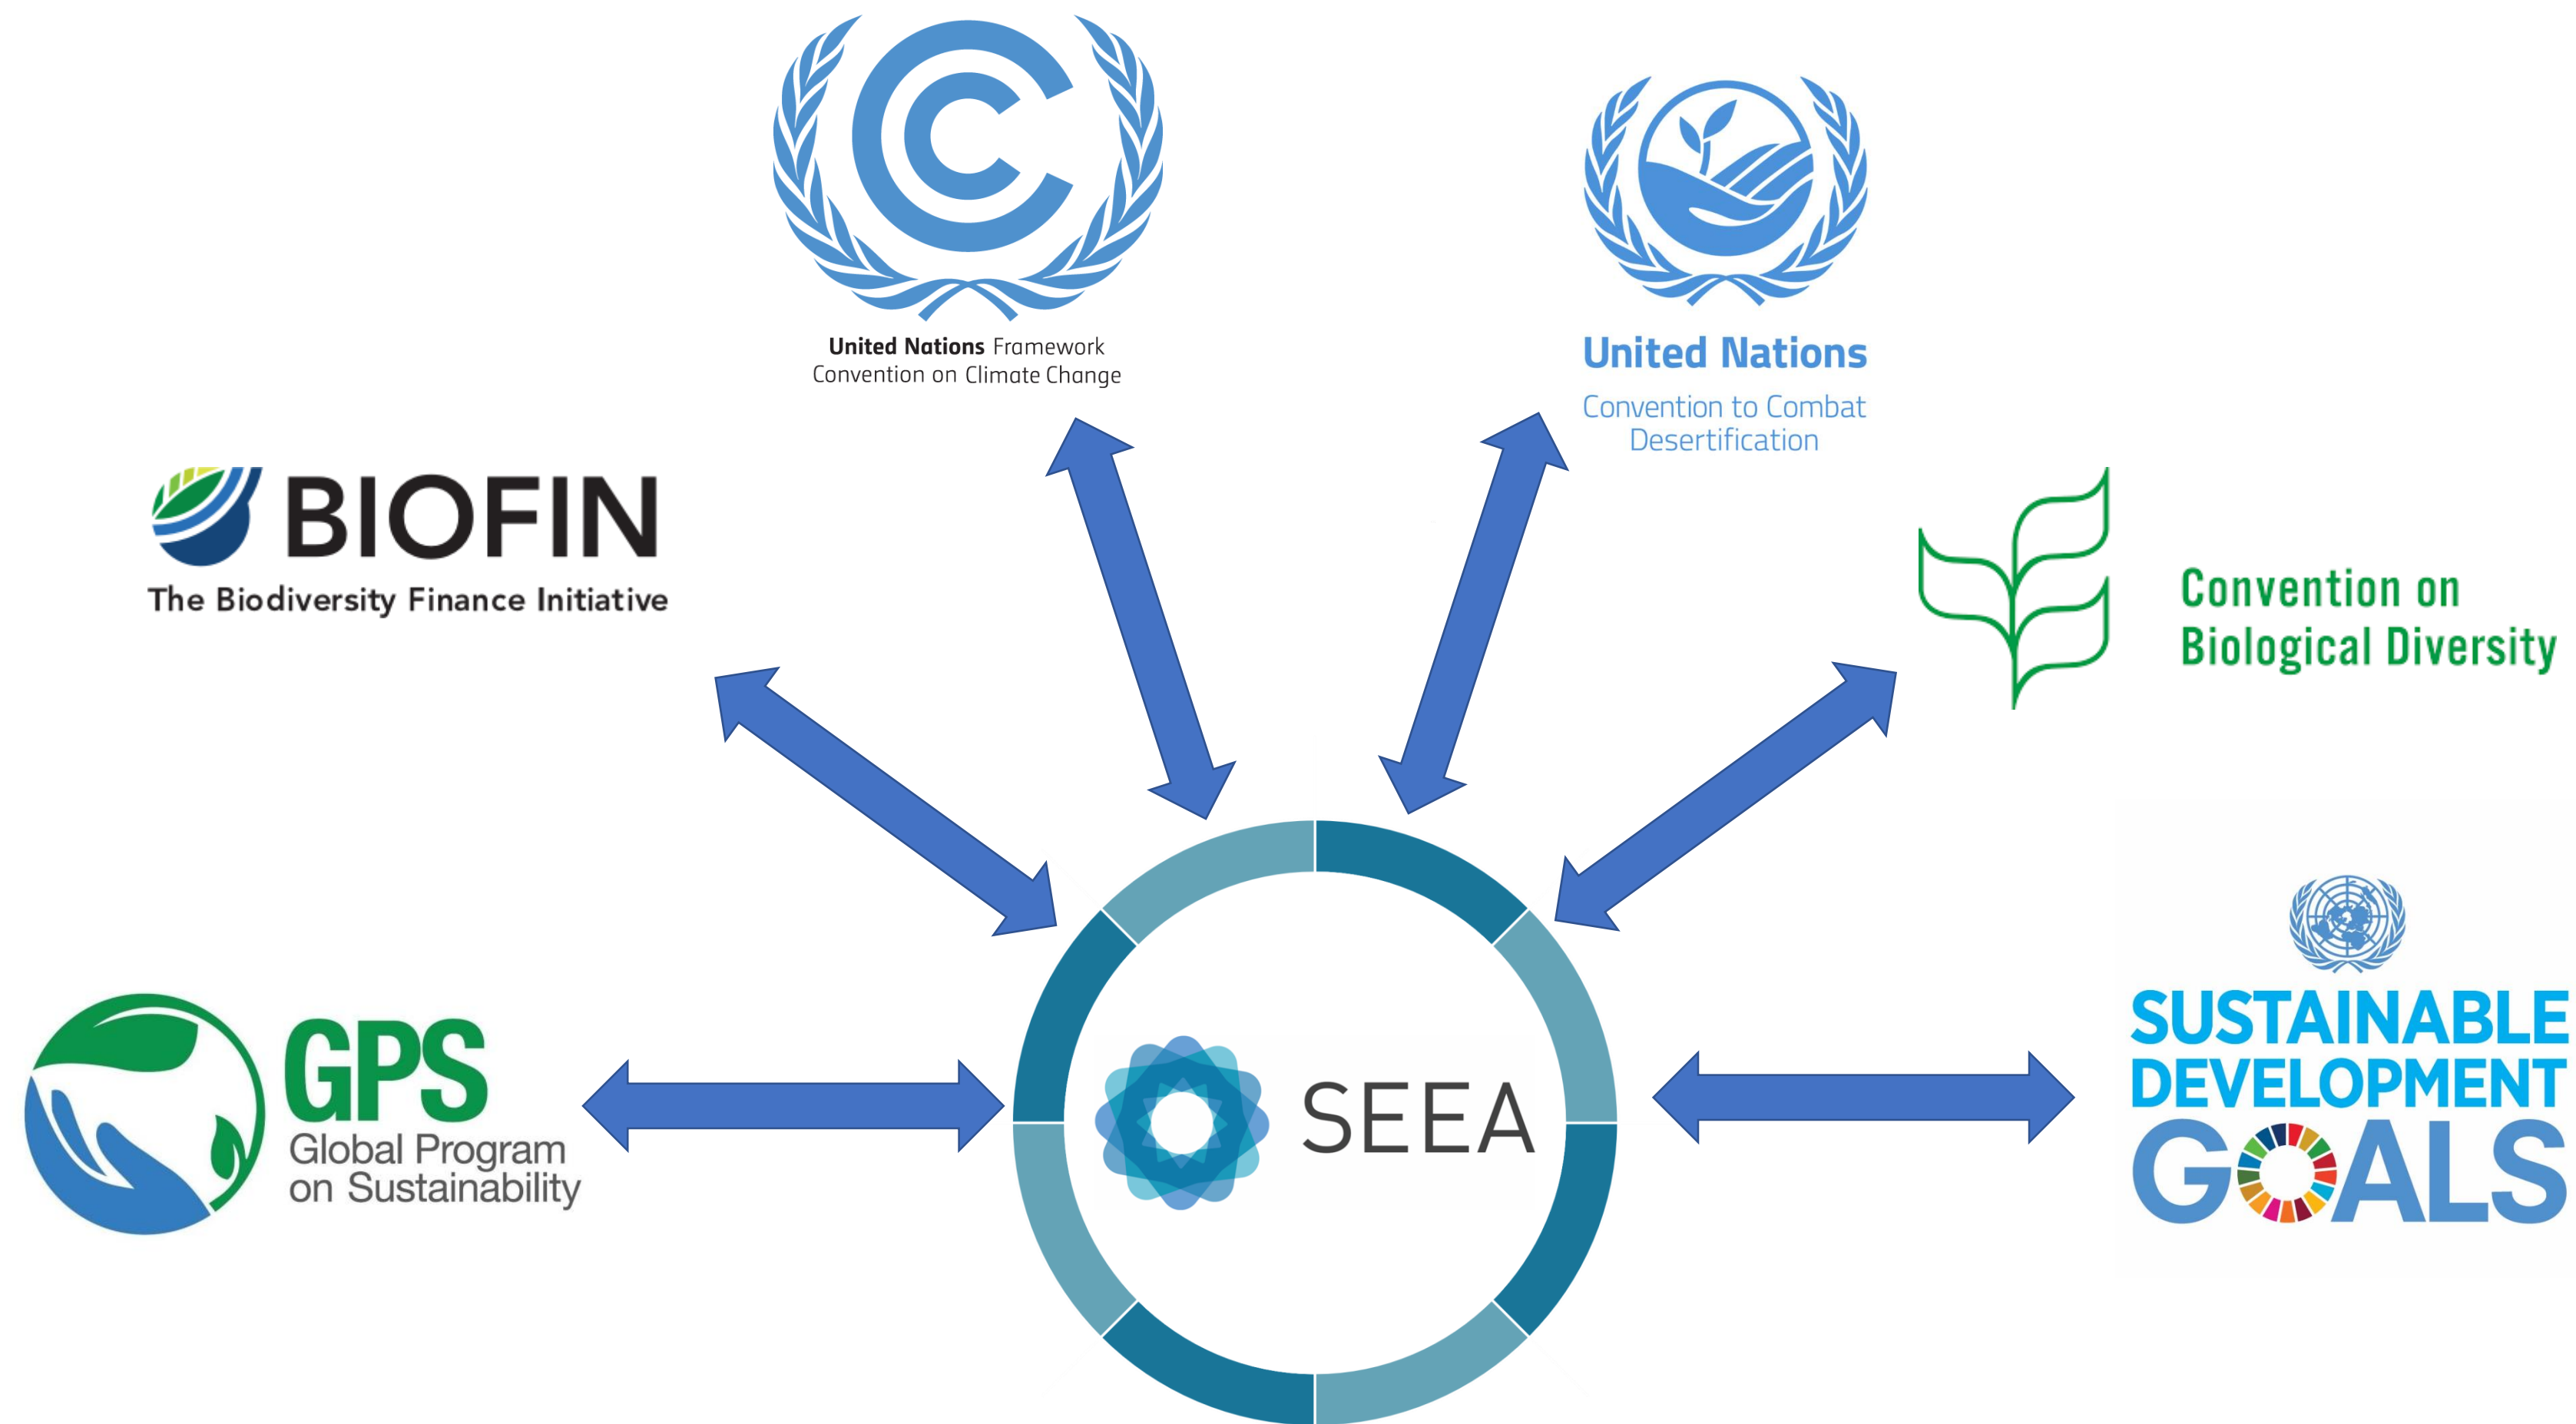 United Nations Framework
Convention on Climate Change
United Nations
Convention to Combat
Desertification
BIOFIN
The Biodiversity Finance Initiative
Convention on
Biological Diversity
GPS
Global Program
on Sustainability
SEEA
SUSTAINABLE
DEVELOPMENT
GOALS